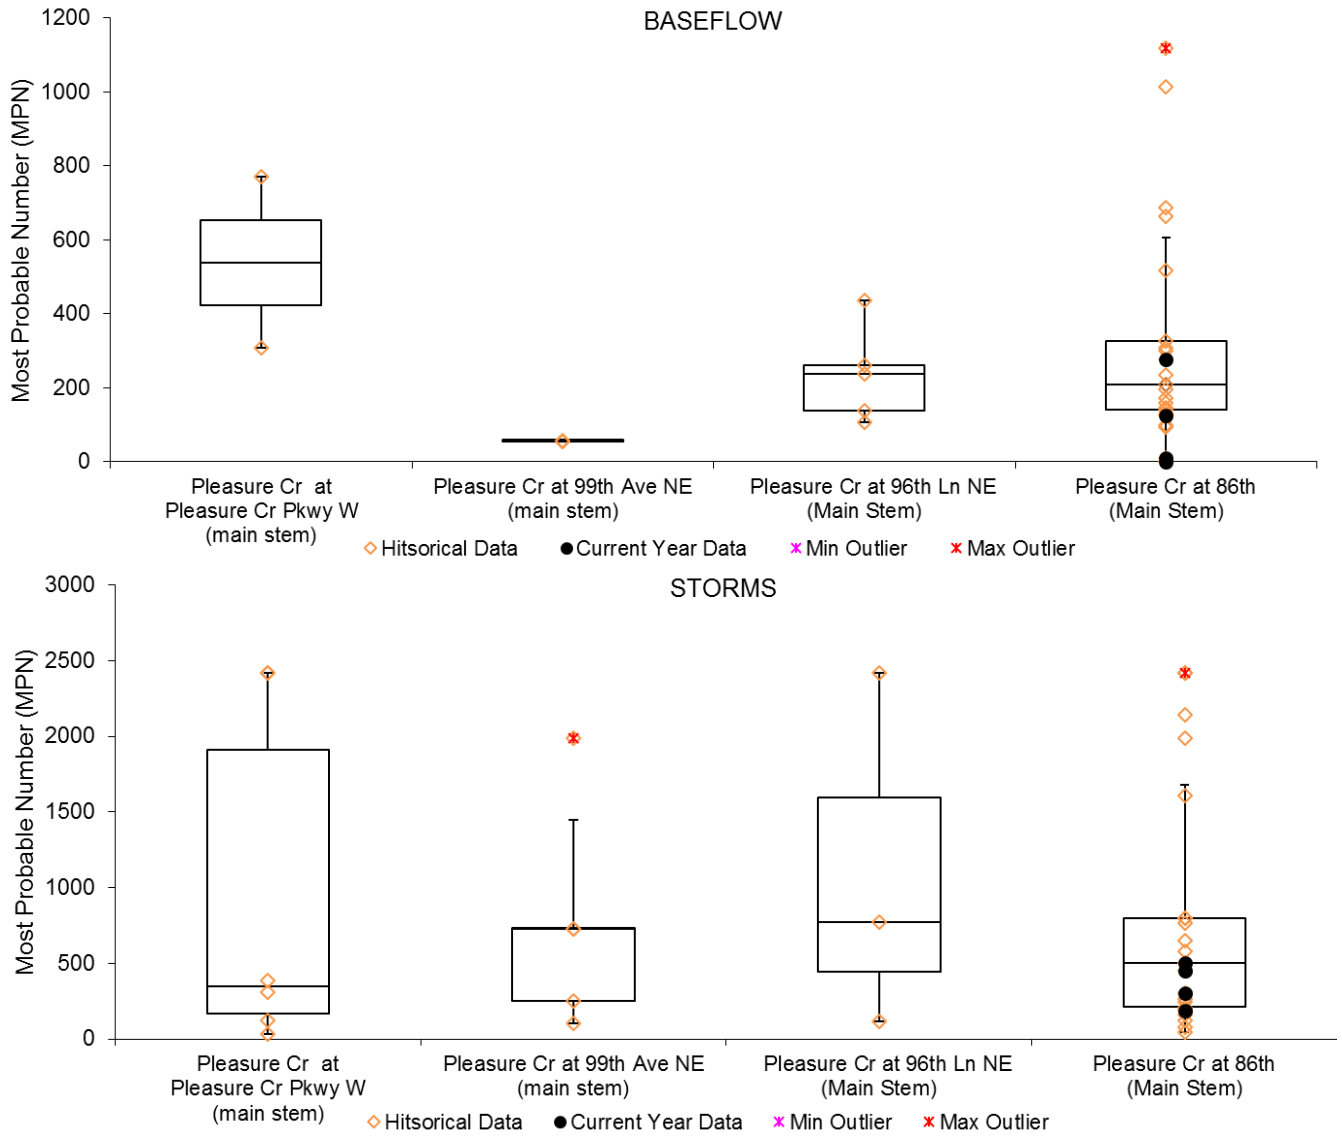 BASEFLOW
Most Probable Number (MPN)
1200
1000
800
600
400
200
0
Pleasure Cr at
Pleasure Cr Pkwy W
(main stem)
Pleasure Cr at 99th Ave NE
(main stem)
Pleasure Cr at 96th Ln NE
(Main Stem)
Pleasure Cr at 86th
(Main Stem)
Hitsorical Data
Current Year Data
Min Outlier
Max Outlier
STORMS
Most Probable Number (MPN)
3000
2500
2000
1500
1000
500
0
Pleasure Cr at
Pleasure Cr Pkwy W
(main stem)
Pleasure Cr at 99th Ave NE
(main stem)
Pleasure Cr at 96th Ln NE
(Main Stem)
Pleasure Cr at 86th
(Main Stem)
Hitsorical Data
Current Year Data
Min Outlier
Max Outlier